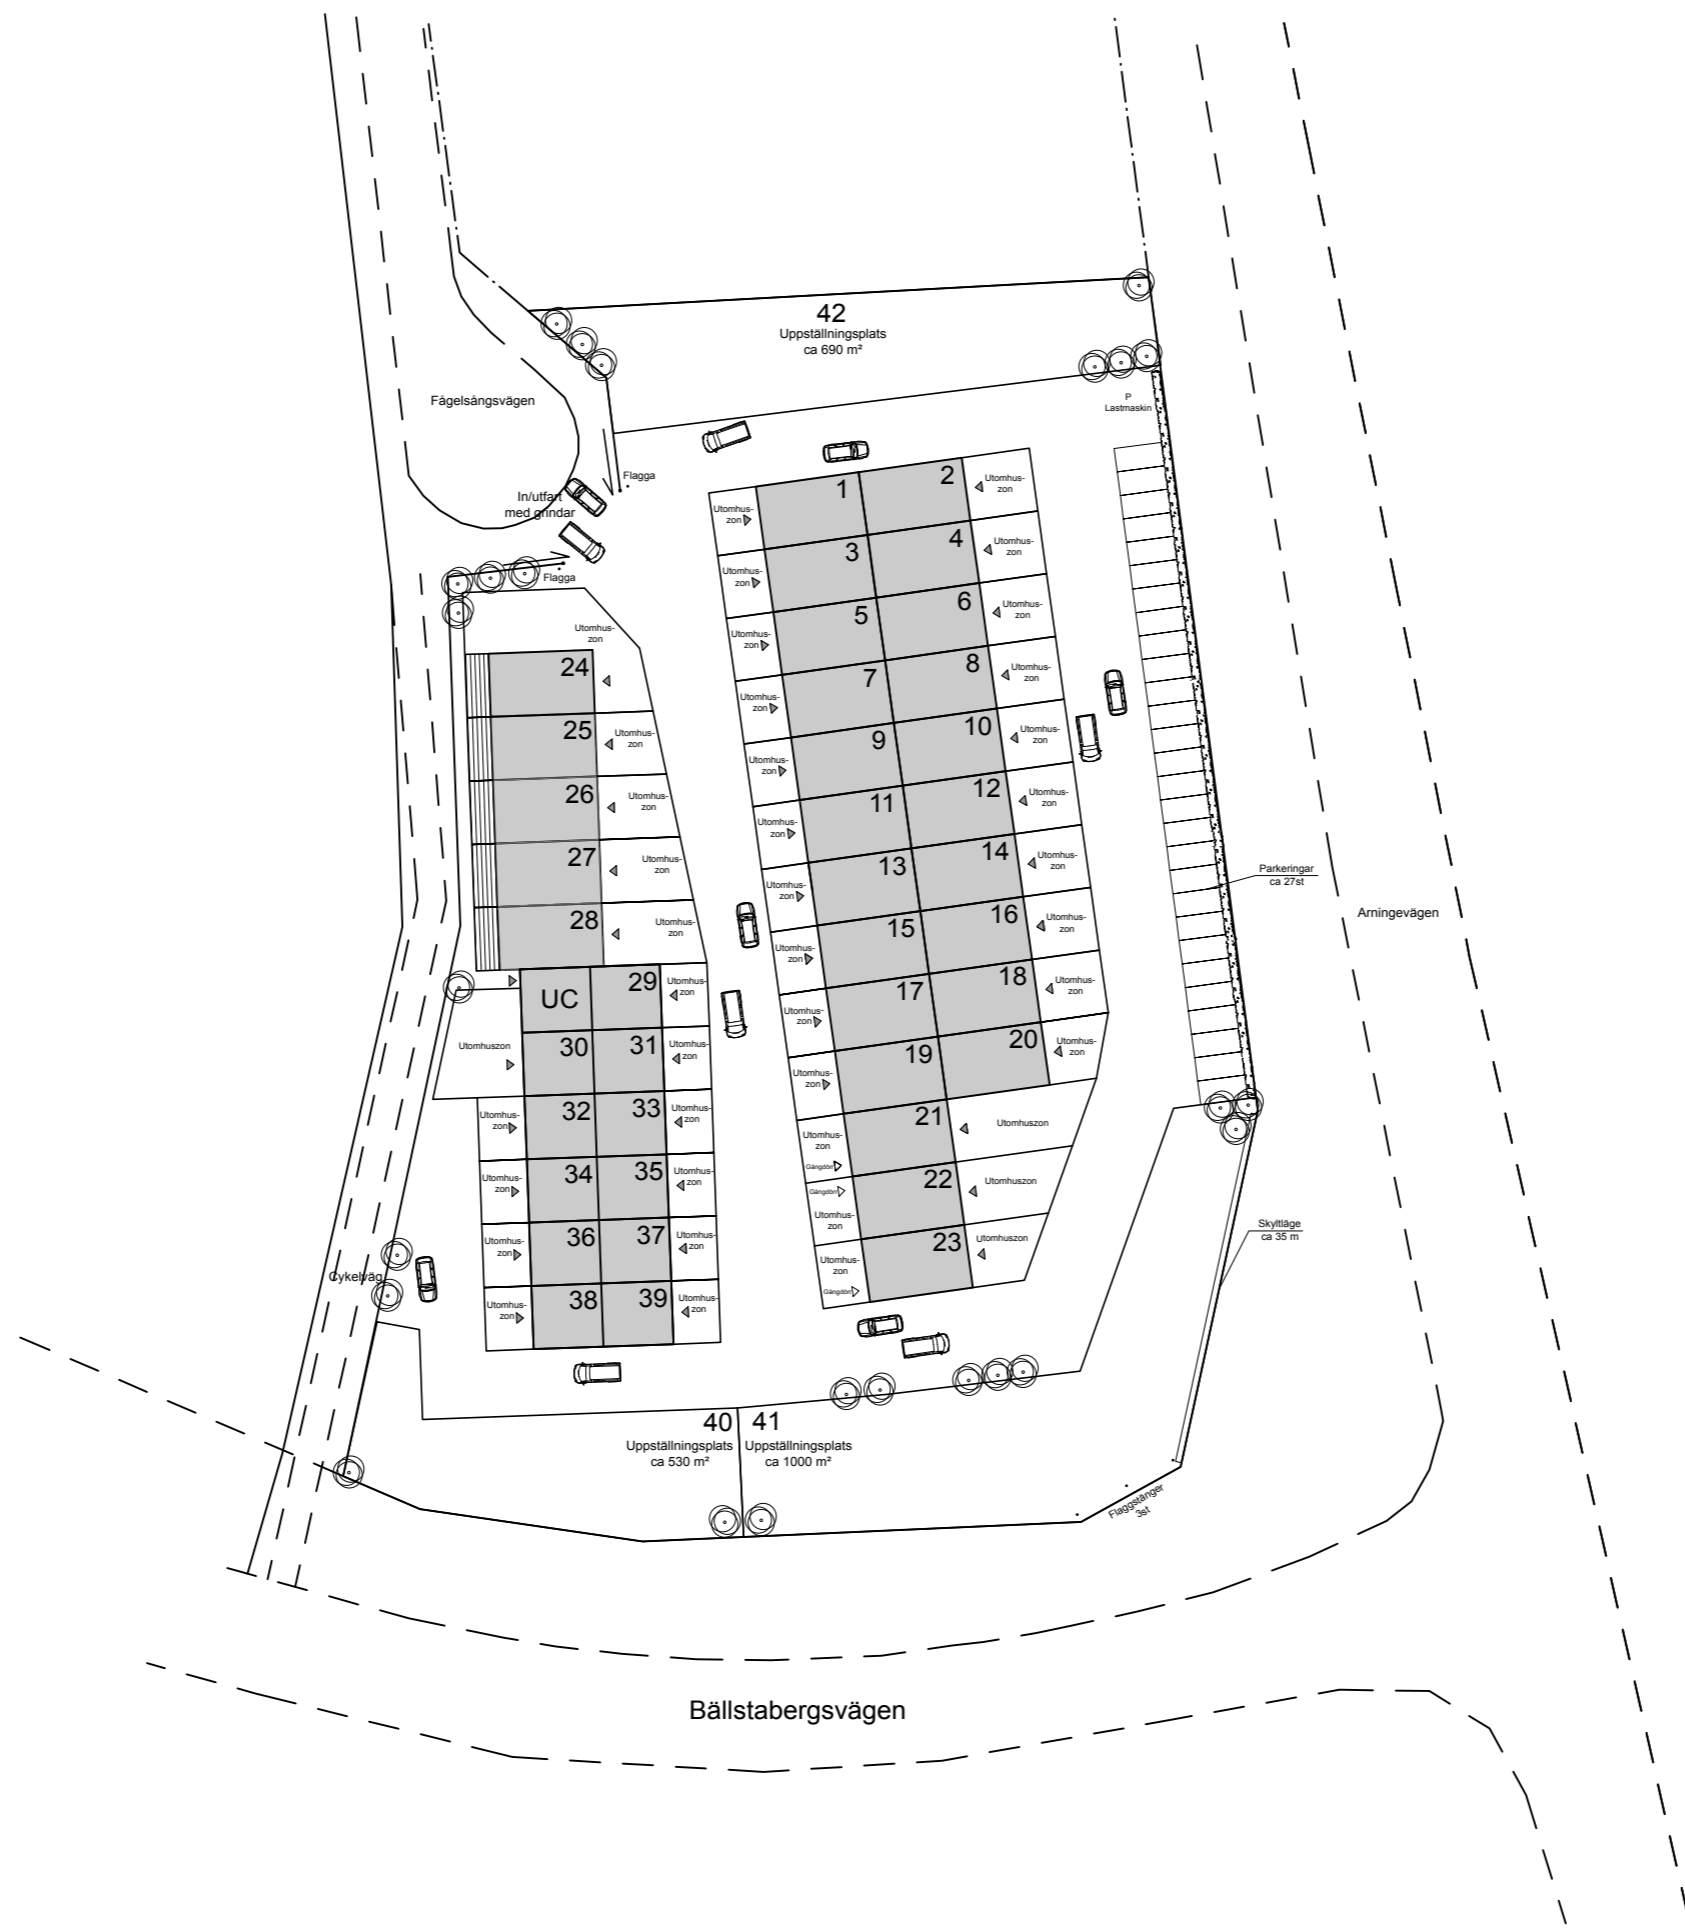 42
Uppställningsplats
ca 690 m²
Fågelsångsvägen
P
Lastmaskin
Flagga
In/utfart
med grindar
Flagga
1
2
Utomhus-
zon
Utomhus-
zon
3
4
Utomhus-
zon
Utomhus-
zon
5
6
Utomhus-
zon
Utomhus-
zon
7
8
Utomhus-
zon
Utomhus-
zon
9
10
Utomhus-
zon
Utomhus-
zon
11
12
Utomhus-
zon
Utomhus-
zon
13
14
Utomhus-
zon
Utomhus-
zon
15
16
Utomhus-
zon
Utomhus-
zon
17
18
Utomhus-
zon
Utomhus-
zon
19
20
Utomhus-
zon
Utomhus-
zon
21
Utomhus-
zon
Gångdörr
Utomhuszon
22
Gångdörr
Utomhus-
zon
Utomhuszon
23
Utomhus-
zon
Gångdörr
Utomhuszon
Utomhus-
zon
24
25
Utomhus-
zon
26
Utomhus-
zon
27
Utomhus-
zon
28
Utomhus-
zon
UC
29
Utomhus-
zon
Utomhuszon
30
31
Utomhus-
zon
Utomhus-
zon
32
33
Utomhus-
zon
Utomhus-
zon
34
35
Utomhus-
zon
Utomhus-
zon
36
37
Utomhus-
zon
Utomhus-
zon
38
39
Utomhus-
zon
Parkeringar
ca 27st
Arningevägen
Skyltläge
ca 35 m
Cykelväg
40
Uppställningsplats
ca 530 m²
41
Uppställningsplats
ca 1000 m²
Flaggstänger
3st
Bällstabergsvägen